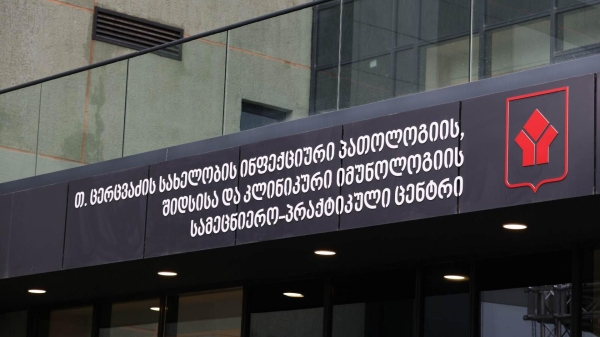 თ. ცერცვაძის სახელობის ინფექციური პათოლოგიის,
შიდსისა და კლინიკური იმუნოლოგიის
სამეცნიერო-პრაქტიკული ცენტრი